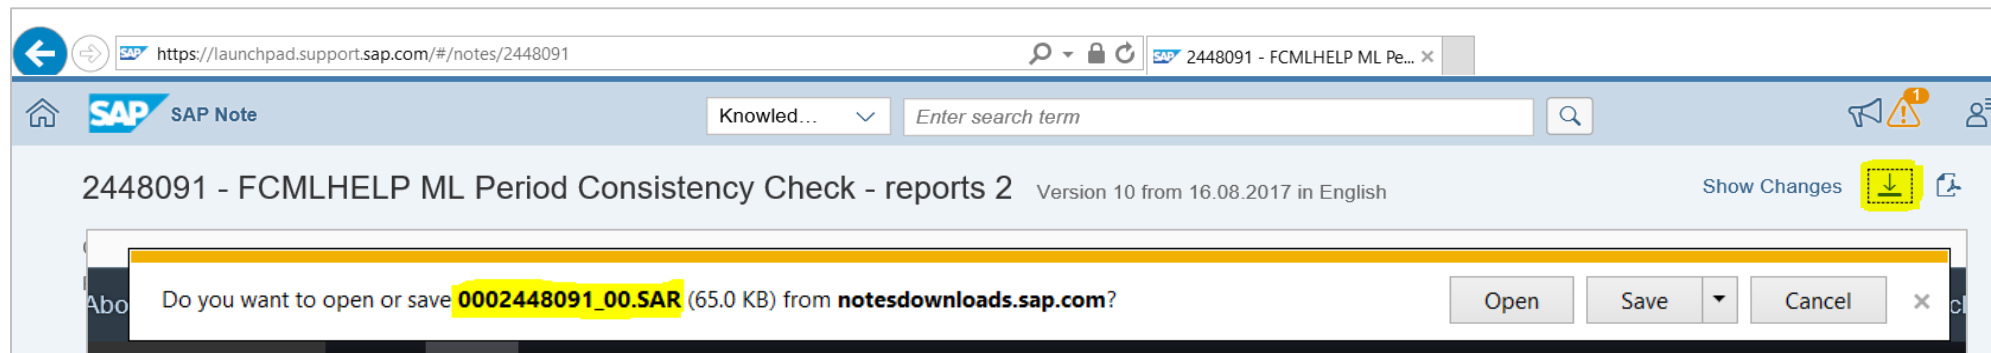 https://launchpad.support.sap.com/#/notes/2448091
SAP 2448091 - FCMLHELP ML Pe...
SAP SAP Note
Knowled...
Enter search term
1
2448091 - FCMLHELP ML Period Consistency Check - reports 2 Version 10 from 16.08.2017 in English
Show Changes
Abo
Do you want to open or save 0002448091_00.SAR (65.0 KB) from notesdownloads.sap.com?
Open Save Cancel